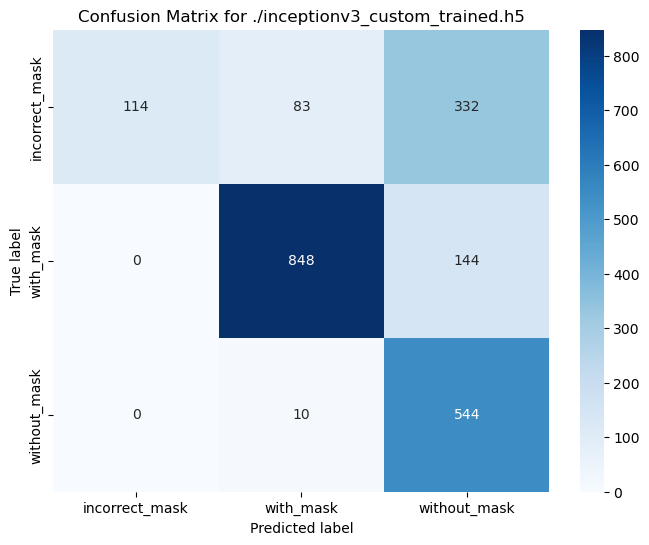 Confusion Matrix for ./inceptionv3_custom_trained.h5
True label
incorrect_mask
114 83 332
with_mask
0 848 144
without_mask
0 10 544
incorrect_mask with_mask without_mask
Predicted label
800
700
600
500
400
300
200
100
0